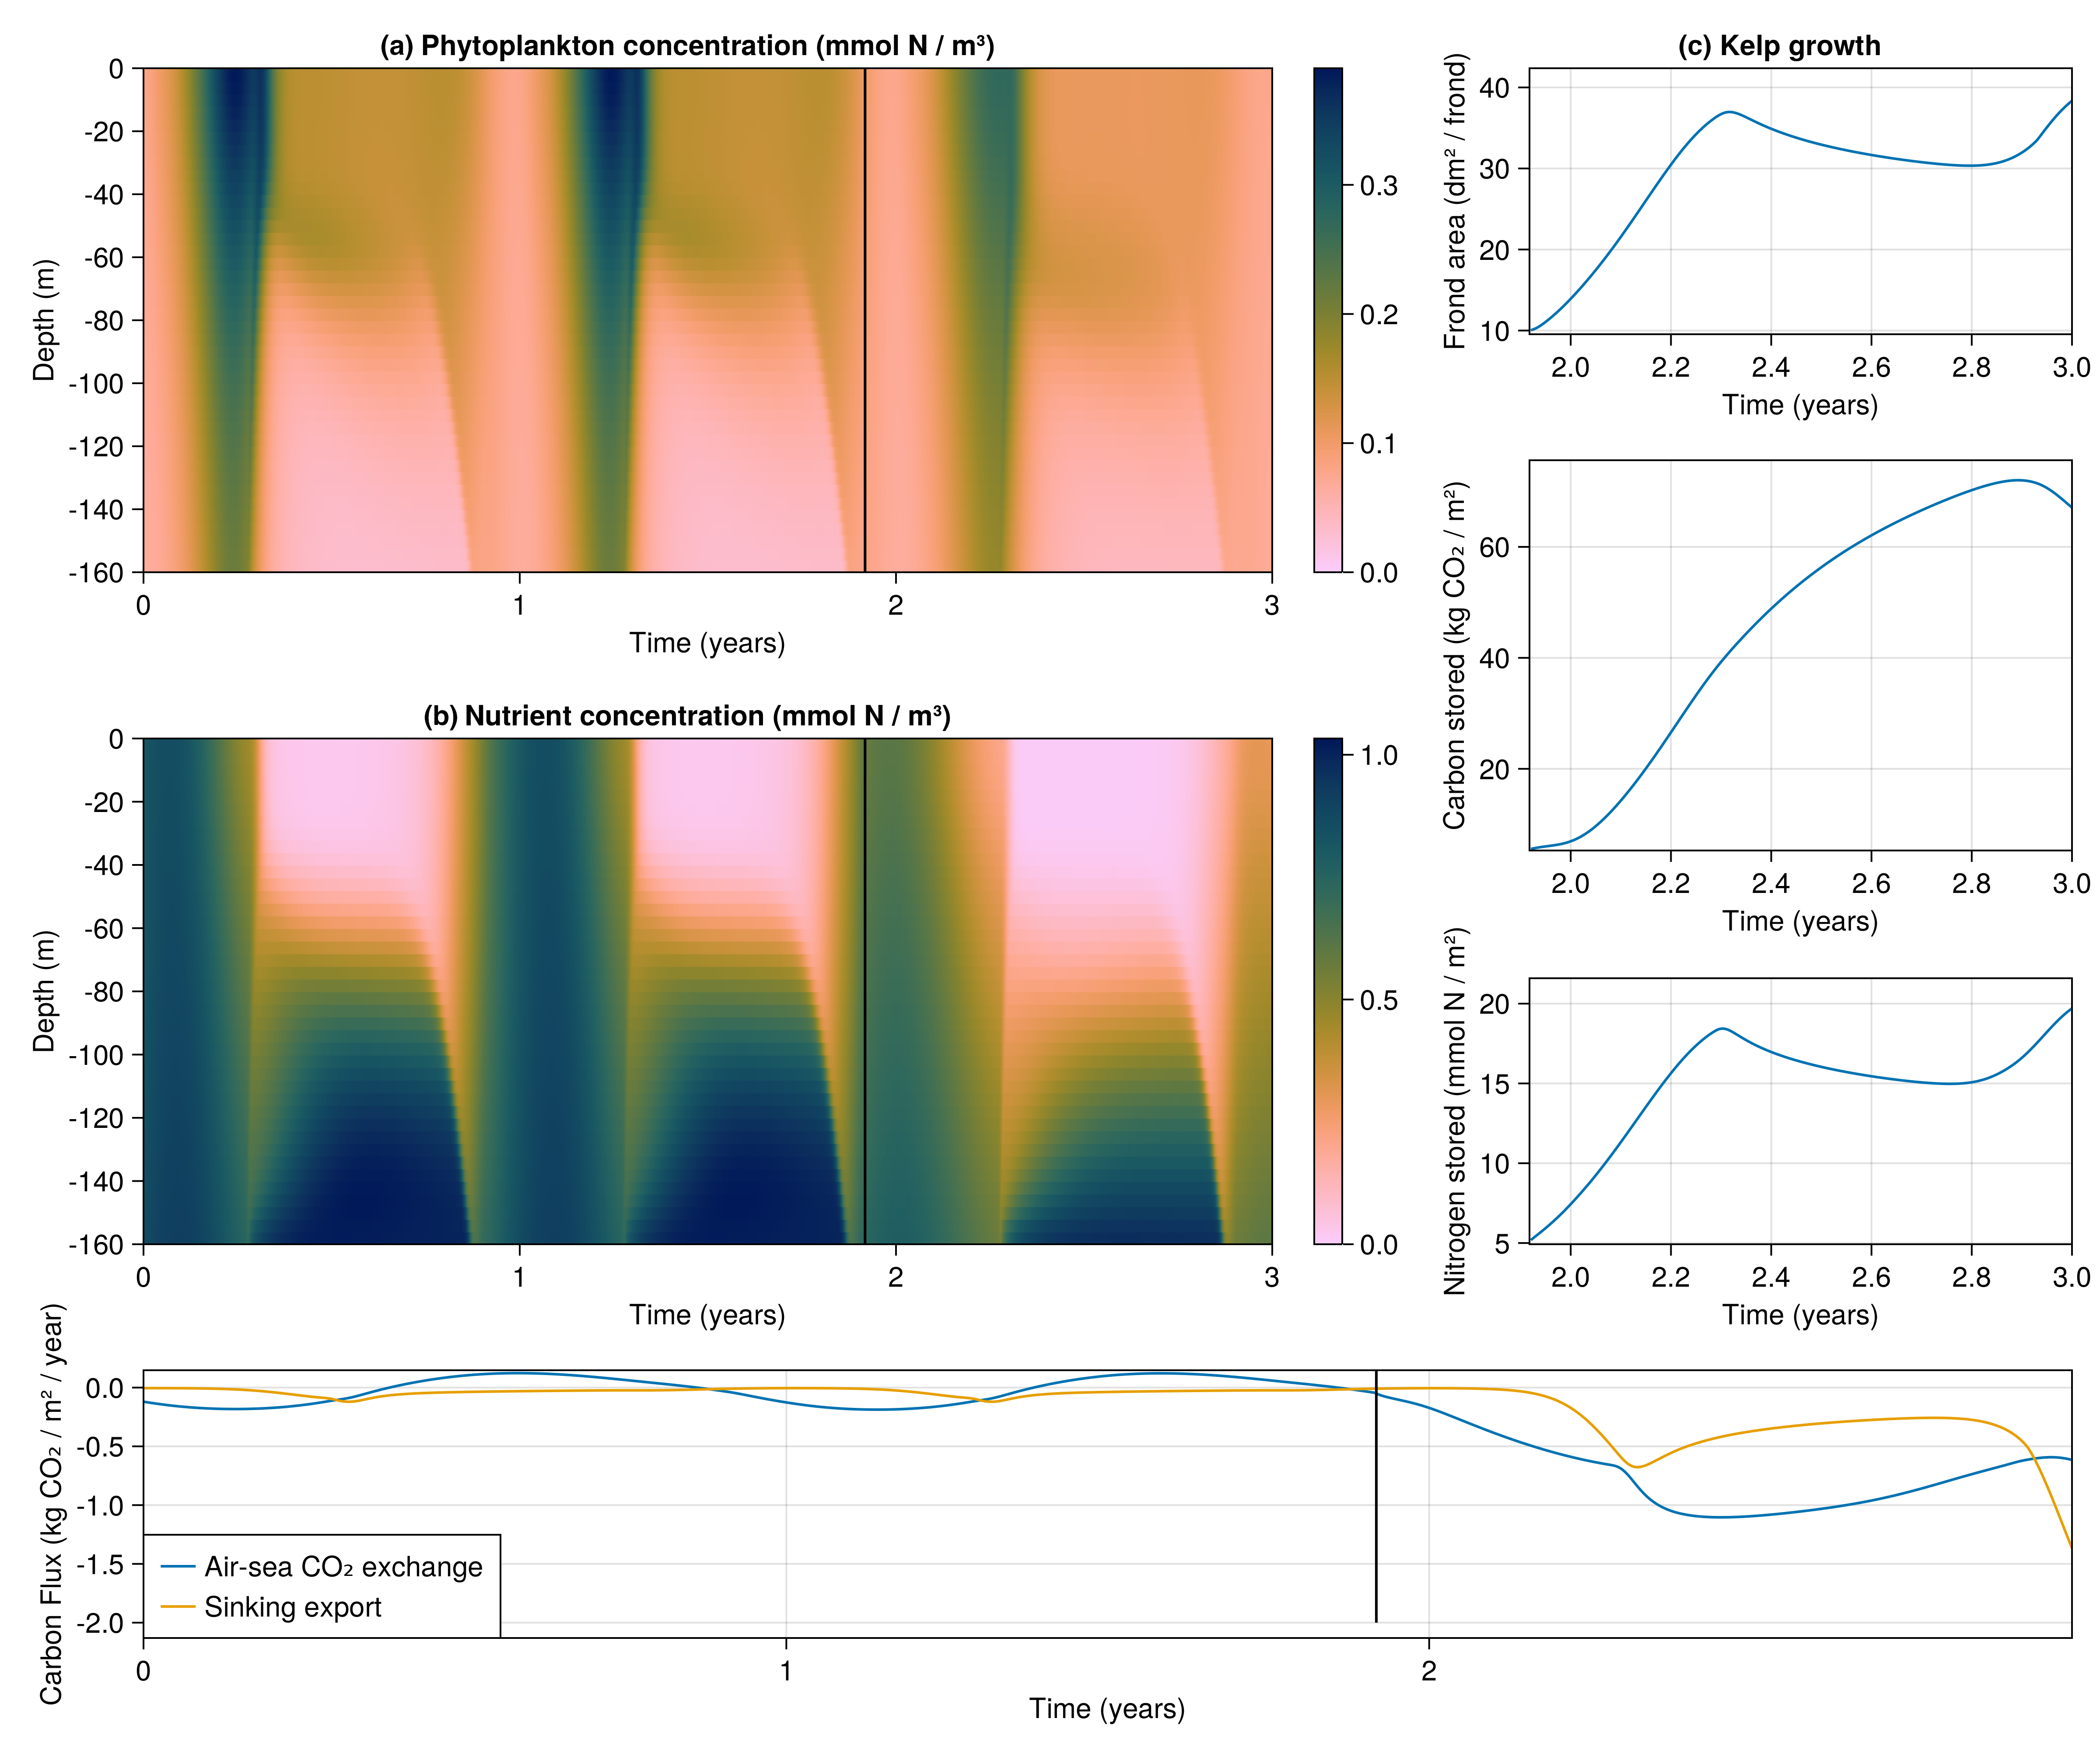 (a) Phytoplankton concentration (mmol N / m³)
0
-20
-40
-60
-80
-100
-120
-140
-160
Depth (m)
0 1 2 3
Time (years)
0.3
0.2
0.1
0.0
(b) Nutrient concentration (mmol N / m³)
0
-20
-40
-60
-80
-100
-120
-140
-160
Depth (m)
0 1 2 3
Time (years)
1.0
0.5
0.0
(c) Kelp growth
Frond area (dm² / frond)
40
30
20
10
2.0 2.2 2.4 2.6 2.8 3.0
Time (years)
Carbon stored (kg CO₂ / m²)
60
40
20
2.0 2.2 2.4 2.6 2.8 3.0
Time (years)
Nitrogen stored (mmol N / m²)
20
15
10
5
2.0 2.2 2.4 2.6 2.8 3.0
Time (years)
Carbon Flux (kg CO₂ / m² / year)
0.0
-0.5
-1.0
-1.5
-2.0
Air-sea CO₂ exchange
Sinking export
0 1 2
Time (years)